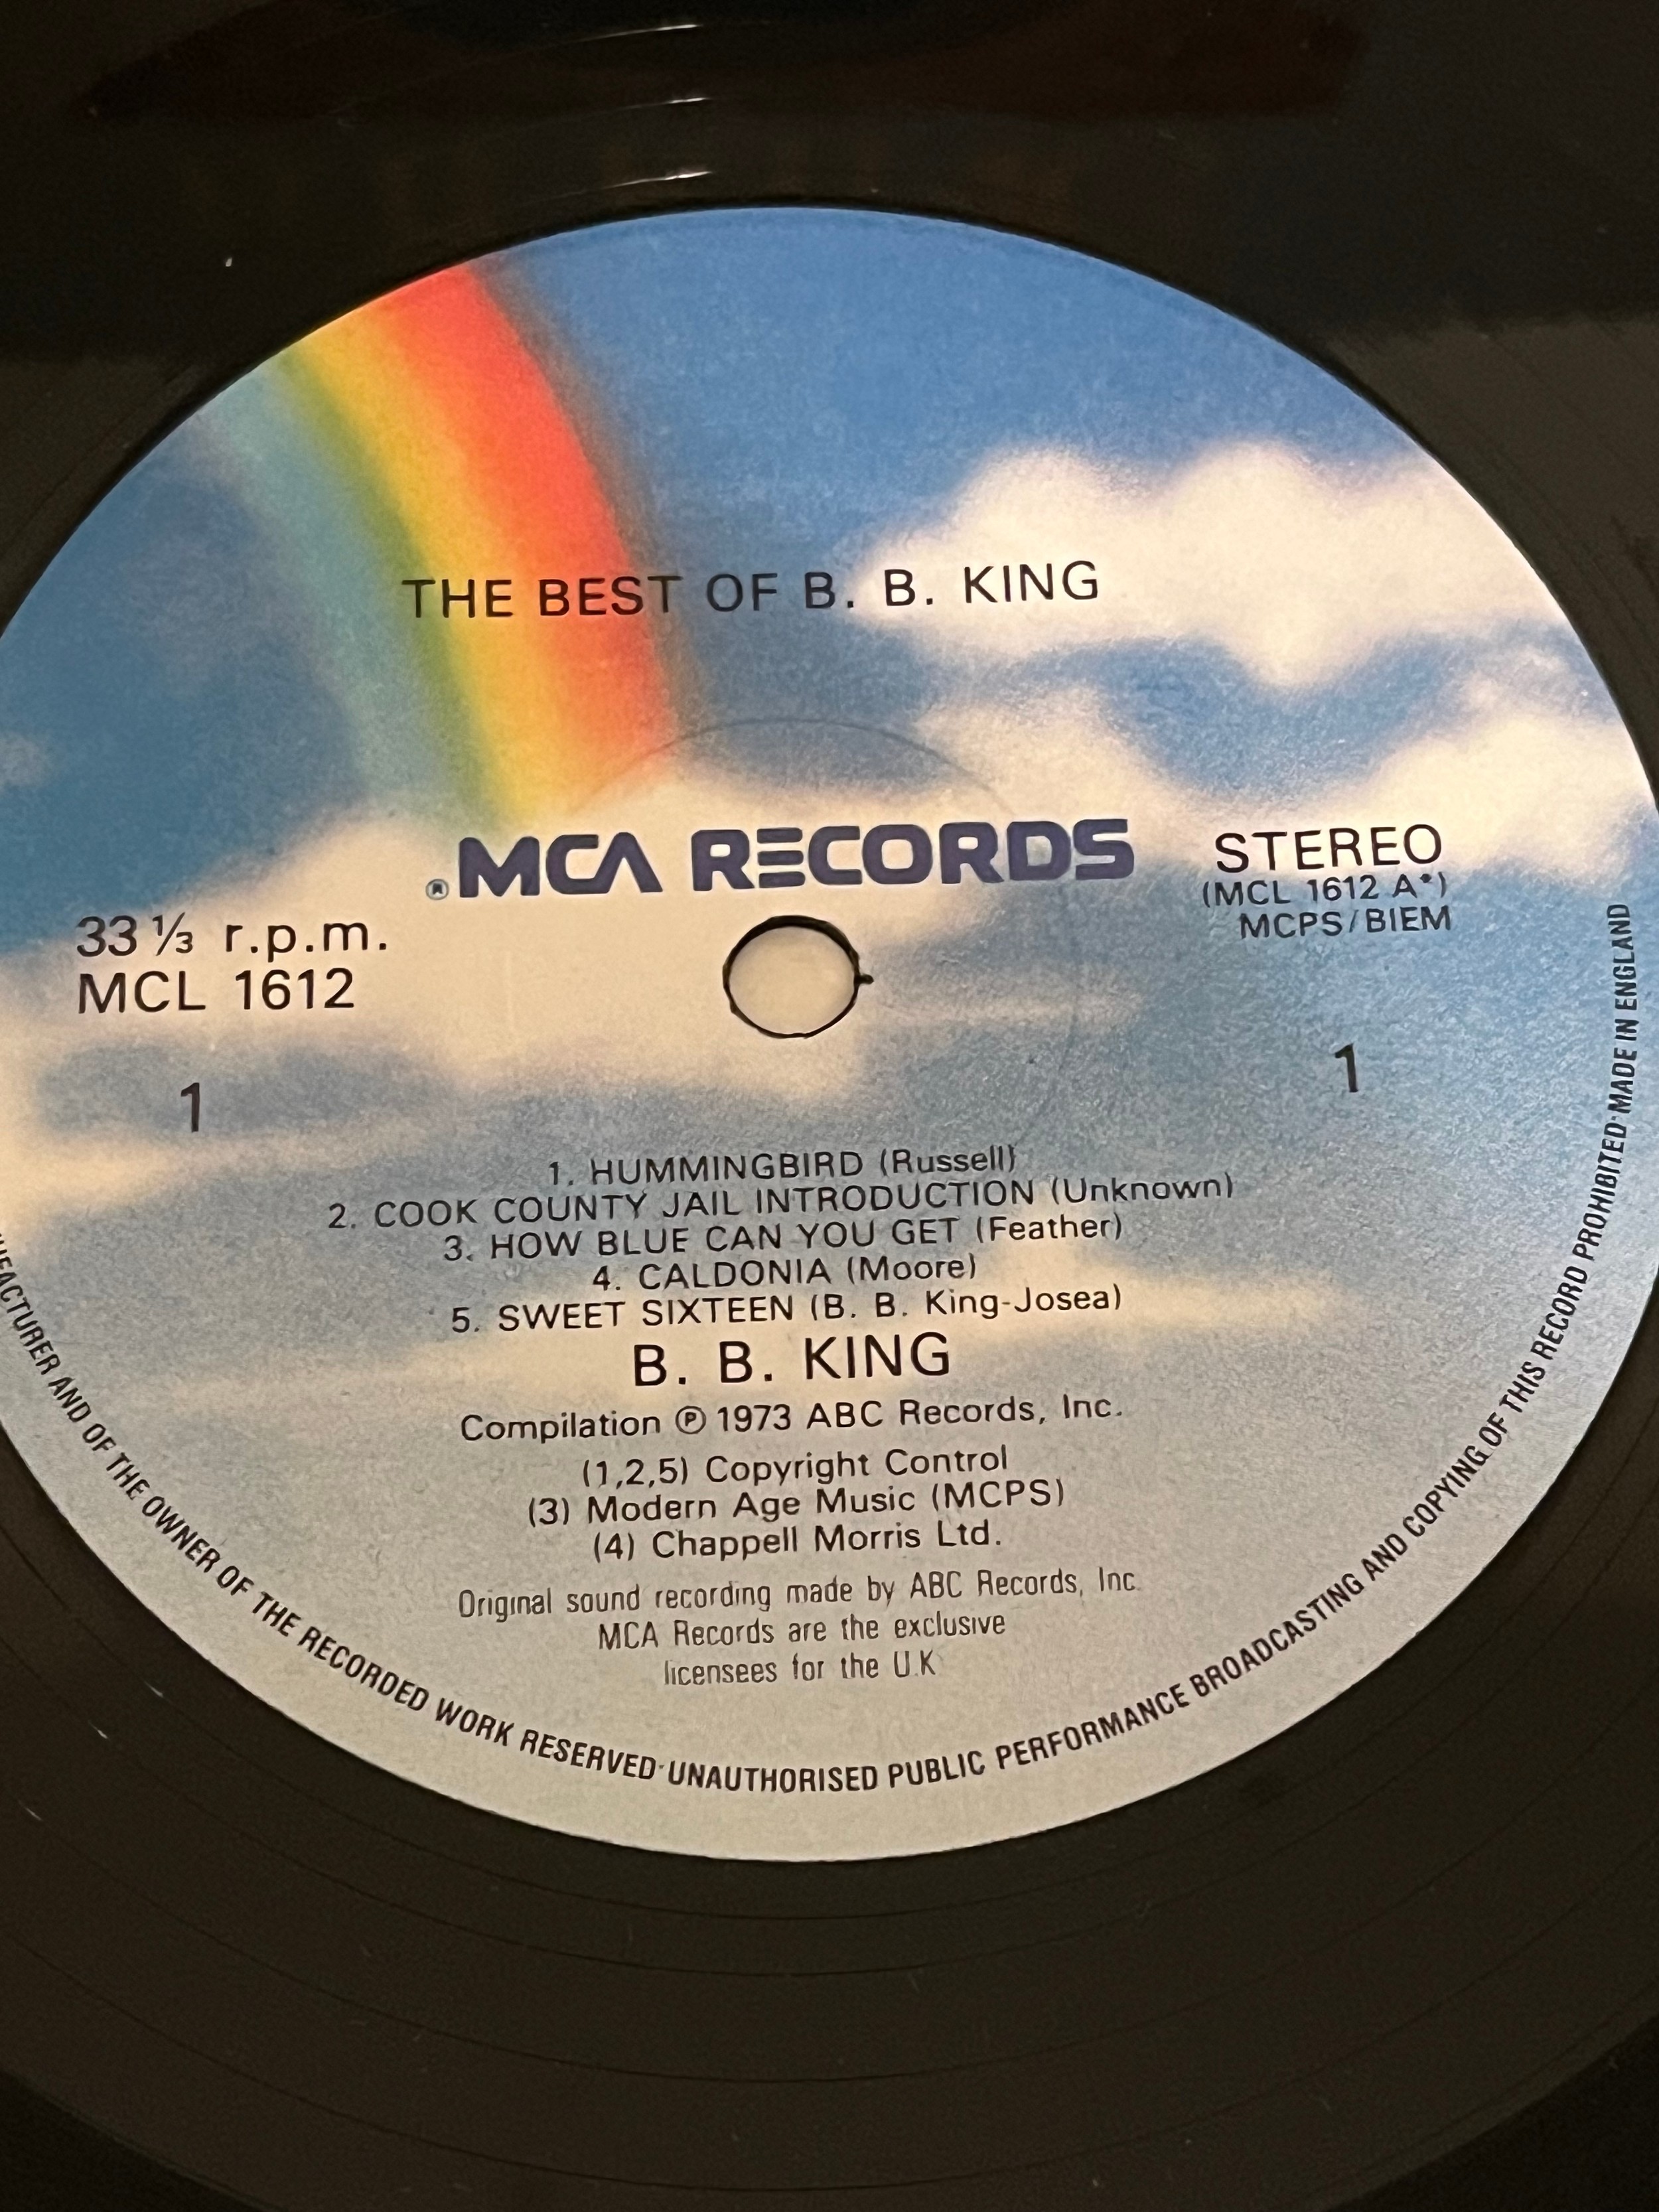 THE BEST OF B. B. KING
® MCA RECORDS
STEREO
(MCL 1612 A*)
MCPS/BIEM
33⅓ r.p.m.
MCL 1612
1
1
1. HUMMINGBIRD (Russell)
2. COOK COUNTY JAIL INTRODUCTION (Unknown)
3. HOW BLUE CAN YOU GET (Feather)
4. CALDONIA (Moore)
5. SWEET SIXTEEN (B. B. King-Josea)
B. B. KING
Compilation ℗ 1973 ABC Records, Inc.
(1,2,5) Copyright Control
(3) Modern Age Music (MCPS)
(4) Chappell Morris Ltd.
Original sound recording made by ABC Records, Inc.
MCA Records are the exclusive
licensees for the U.K
AND OF THE OWNER OF THE RECORDED WORK RESERVED·UNAUTHORISED PUBLIC PERFORMANCE BROADCASTING AND COPYING OF THIS RECORD PROHIBITED·MADE IN ENGLAND